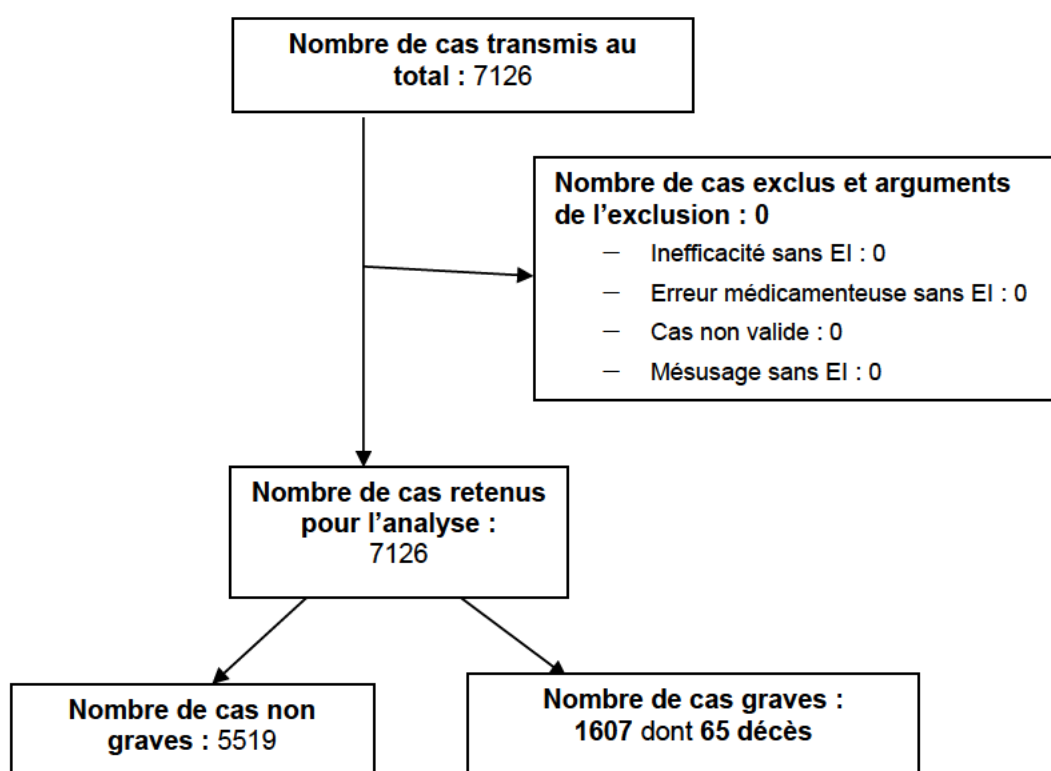 Nombre de cas transmis au
total : 7126
Nombre de cas exclus et arguments
de l'exclusion : 0
– Inefficacité sans EI : 0
– Erreur médicamenteuse sans EI : 0
– Cas non valide : 0
– Mésusage sans EI : 0
Nombre de cas retenus
pour l'analyse :
7126
Nombre de cas non
graves : 5519
Nombre de cas graves :
1607 dont 65 décès